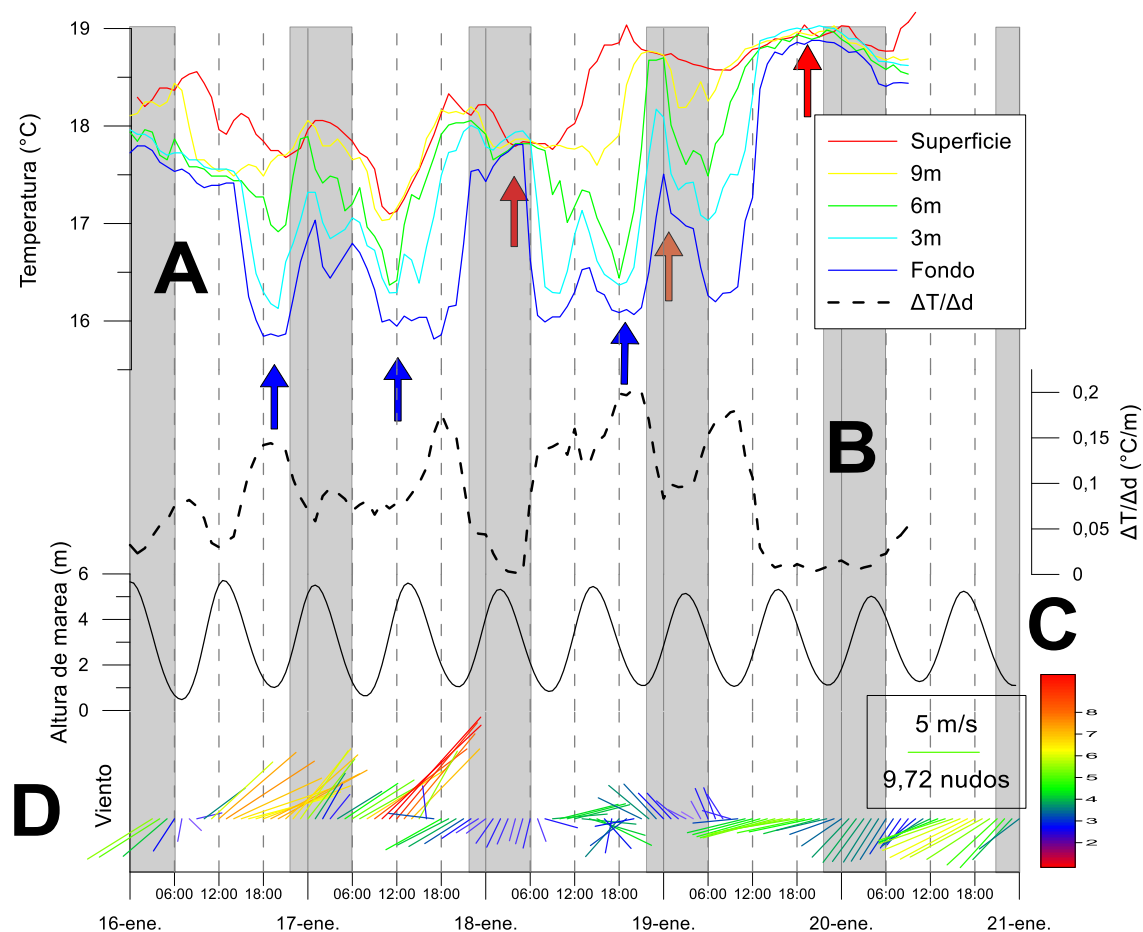 19
18
17
16
Temperatura (°C)
A
Superficie
9m
6m
3m
Fondo
ΔT/Δd
B
0,2
0,15
0,1
0,05
0
ΔT/Δd (°C/m)
6
4
2
0
Altura de marea (m)
C
8
7
6
5
4
3
2
5 m/s
9,72 nudos
D
Viento
06:00 12:00 18:00 06:00 12:00 18:00 06:00 12:00 18:00 06:00 12:00 18:00 06:00 12:00 18:00
16-ene. 17-ene. 18-ene. 19-ene. 20-ene. 21-ene.